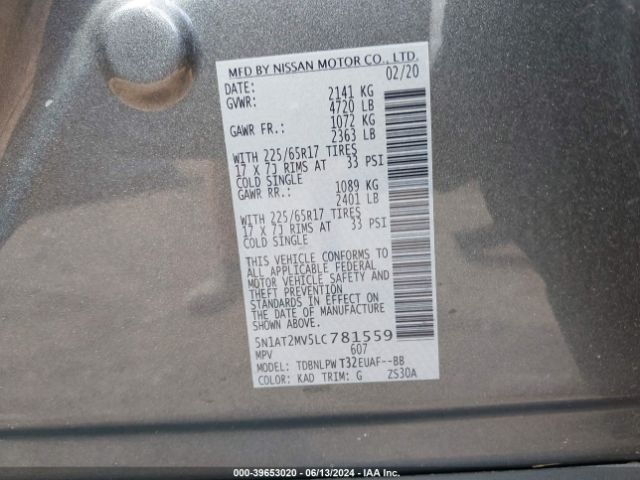 MFD BY NISSAN MOTOR CO., LTD.
DATE: 02/20
GVWR: 2141 KG
4720 LB
GAWR FR.: 1072 KG
2363 LB
WITH 225/65R17 TIRES
17 X 7J RIMS AT 33 PSI
COLD SINGLE
GAWR RR.: 1089 KG
2401 LB
WITH 225/65R17 TIRES
17 X 7J RIMS AT 33 PSI
COLD SINGLE
THIS VEHICLE CONFORMS TO
ALL APPLICABLE FEDERAL
MOTOR VEHICLE SAFETY AND
THEFT PREVENTION
STANDARDS IN EFFECT ON
THE DATE OF MANUFACTURE
SHOWN ABOVE.
5N1AT2MV5LC781559
MPV 607
MODEL: TDBNLPW T32EUAF--BB
COLOR: KAD TRIM: G ZS30A
000-39653020 - 06/13/2024 - IAA Inc.